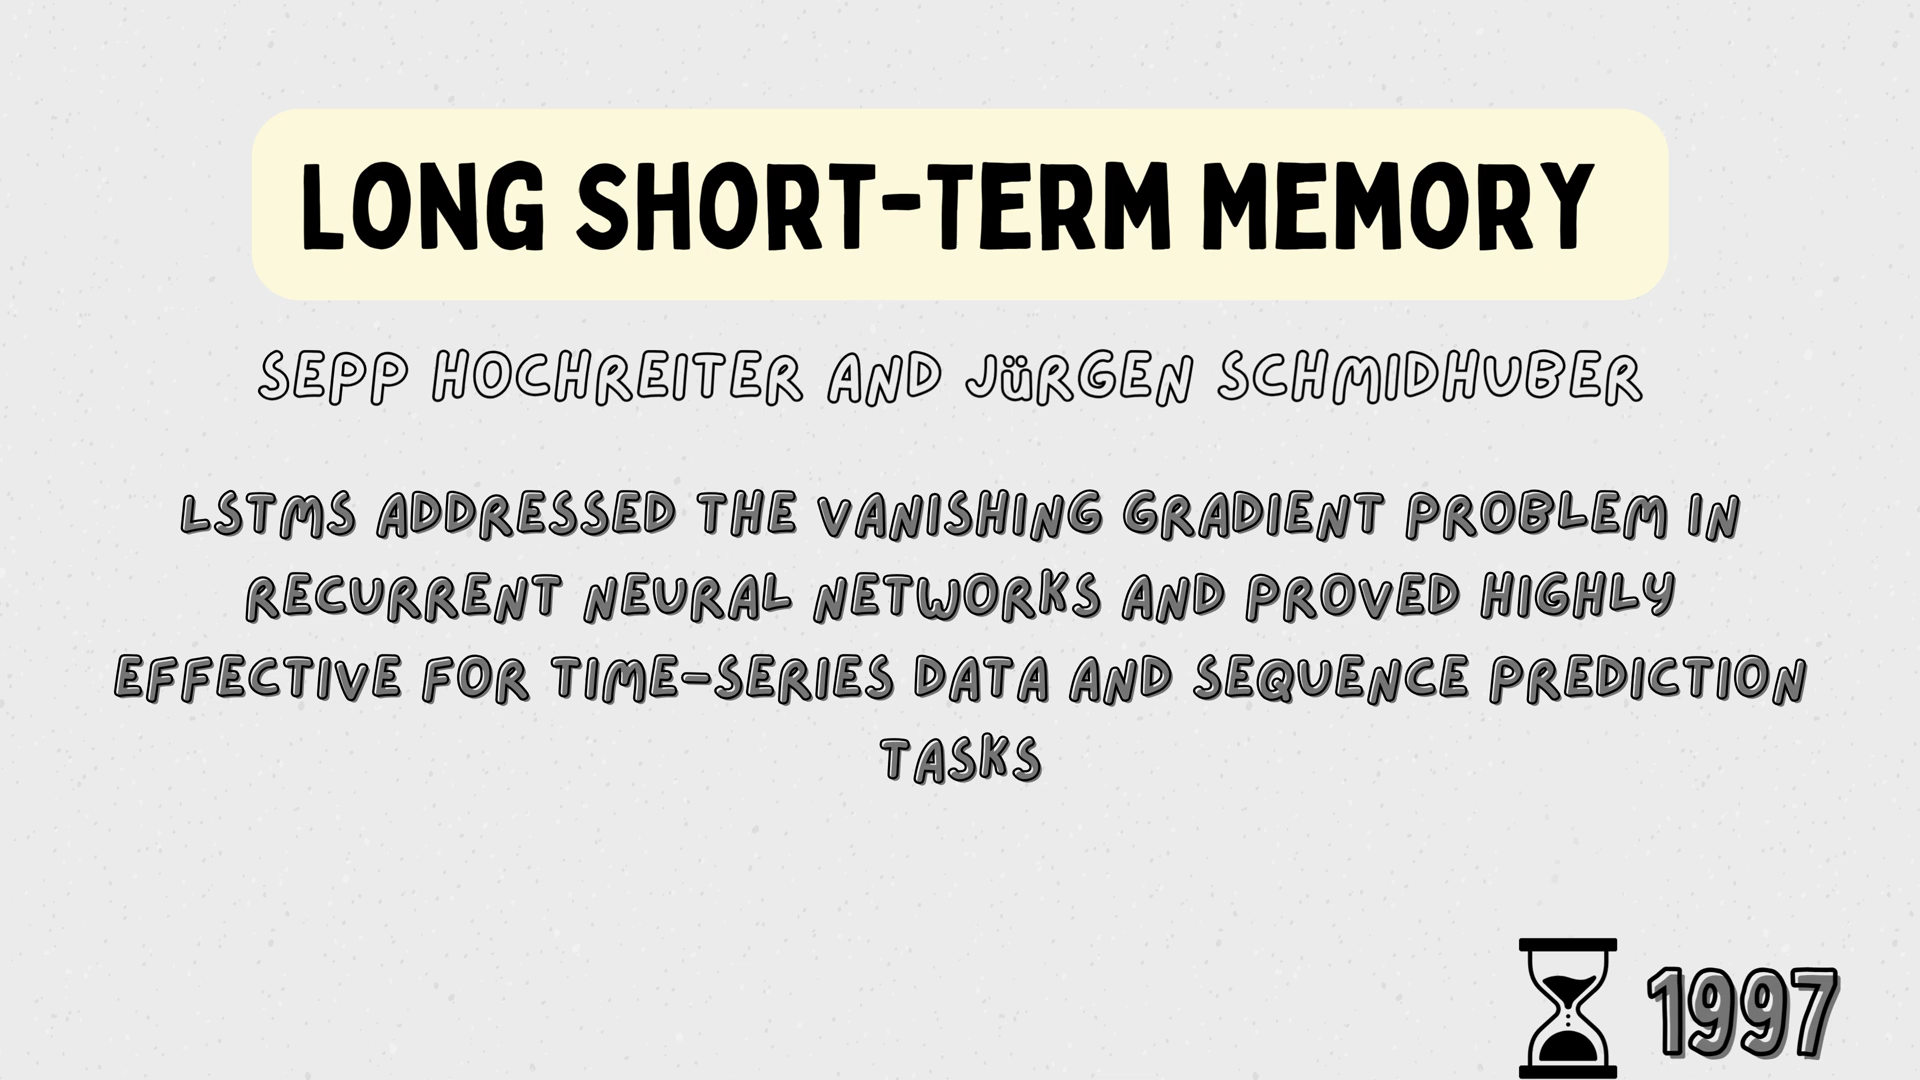 LONG SHORT-TERM MEMORY
SEPP HOCHREITER AND JüRGEN SCHMIDHUBER
LSTMS ADDRESSED THE VANISHING GRADIENT PROBLEM IN
RECURRENT NEURAL NETWORKS AND PROVED HIGHLY
EFFECTIVE FOR TIME-SERIES DATA AND SEQUENCE PREDICTION
TASKS
1997